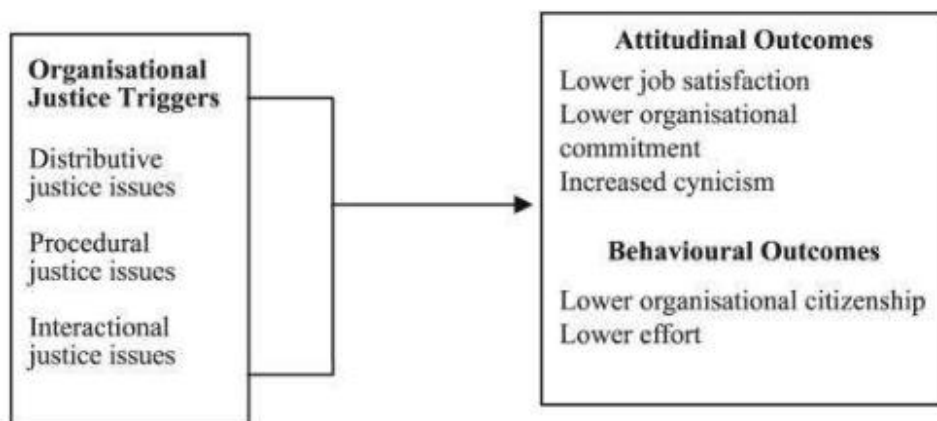 Organisational
Justice Triggers
Distributive
justice issues
Procedural
justice issues
Interactional
justice issues
Attitudinal Outcomes
Lower job satisfaction
Lower organisational
commitment
Increased cynicism
Behavioural Outcomes
Lower organisational citizenship
Lower effort